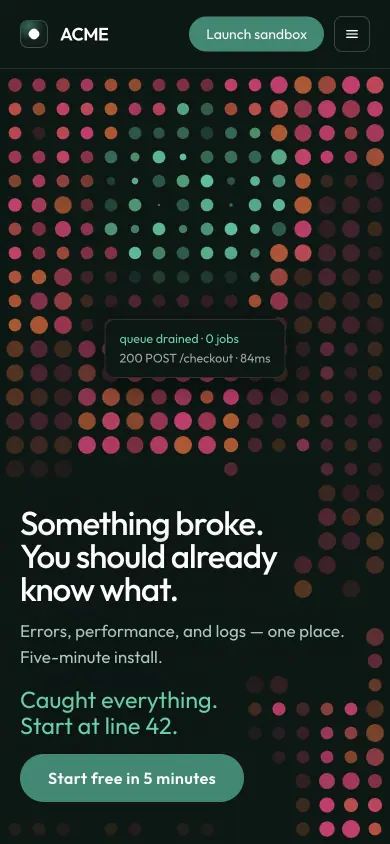 ACME
Launch sandbox
queue drained · 0 jobs
200 POST /checkout · 84ms
Something broke.
You should already
know what.
Errors, performance, and logs — one place.
Five-minute install.
Caught everything.
Start at line 42.
Start free in 5 minutes